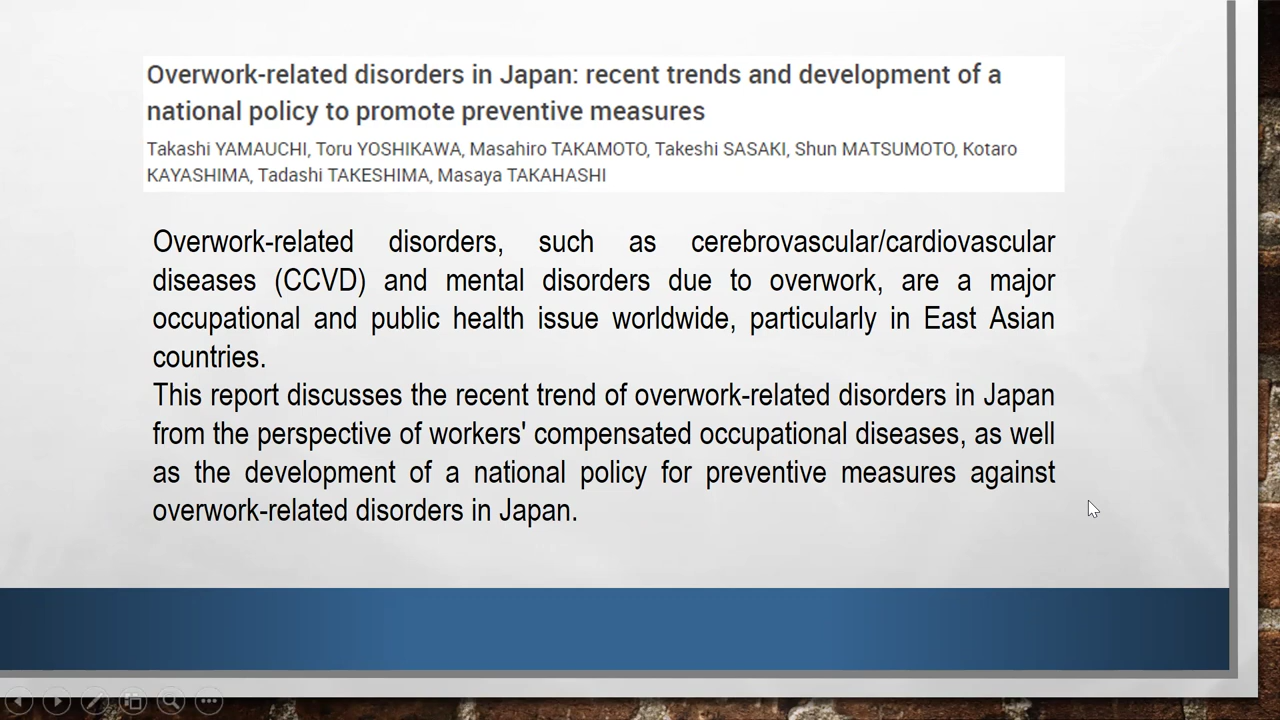 Overwork-related disorders in Japan: recent trends and development of a
national policy to promote preventive measures
Takashi YAMAUCHI, Toru YOSHIKAWA, Masahiro TAKAMOTO, Takeshi SASAKI, Shun MATSUMOTO, Kotaro
KAYASHIMA, Tadashi TAKESHIMA, Masaya TAKAHASHI
Overwork-related disorders, such as cerebrovascular/cardiovascular
diseases (CCVD) and mental disorders due to overwork, are a major
occupational and public health issue worldwide, particularly in East Asian
countries.
This report discusses the recent trend of overwork-related disorders in Japan
from the perspective of workers' compensated occupational diseases, as well
as the development of a national policy for preventive measures against
overwork-related disorders in Japan.